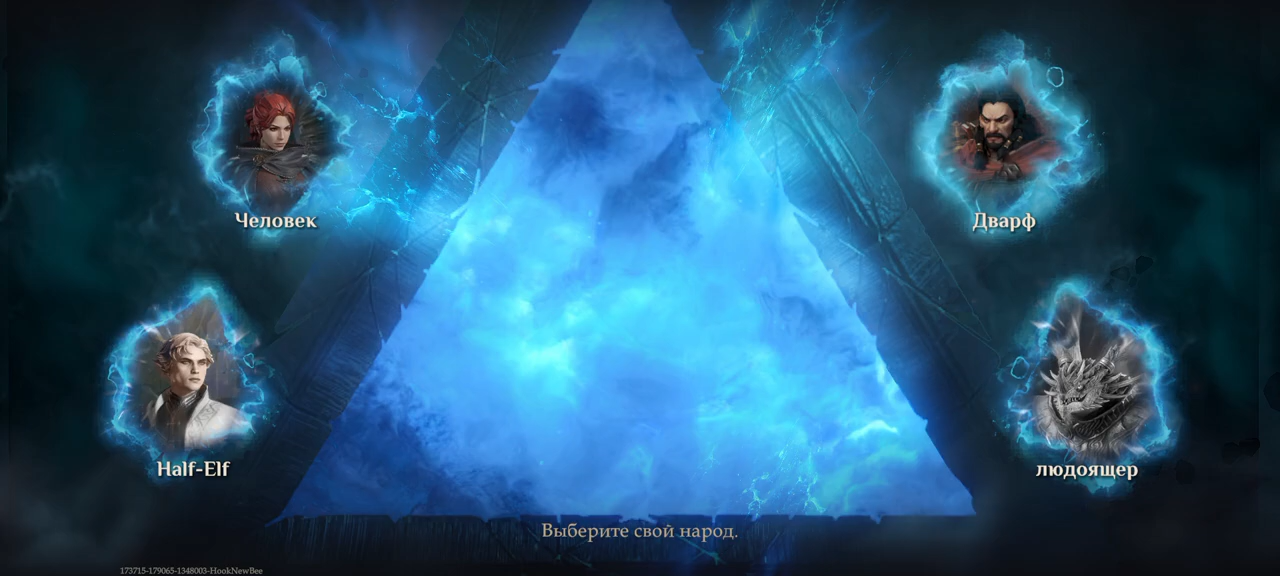 Человек
Дварф
Half-Elf
людоящер
Выберите свой народ.
173715-179065-1348003-HookNewBee